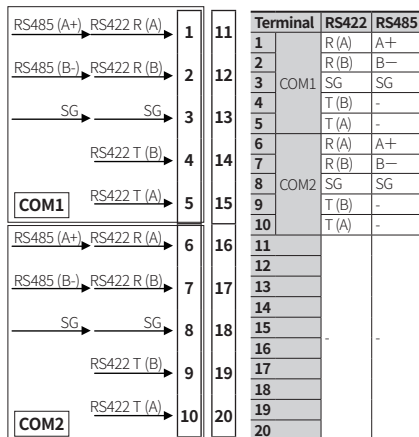 RS485 (A+) RS422 R (A) 1 11
RS485 (B-) RS422 R (B) 2 12
SG SG 3 13
RS422 T (B) 4 14
RS422 T (A) 5 15
COM1
RS485 (A+) RS422 R (A) 6 16
RS485 (B-) RS422 R (B) 7 17
SG SG 8 18
RS422 T (B) 9 19
RS422 T (A) 10 20
COM2
Terminal RS422 RS485
1 R (A) A+
2 R (B) B−
3 COM1 SG SG
4 T (B) -
5 T (A) -
6 R (A) A+
7 R (B) B−
8 COM2 SG SG
9 T (B) -
10 T (A) -
11
12
13
14
15 - -
16
17
18
19
20